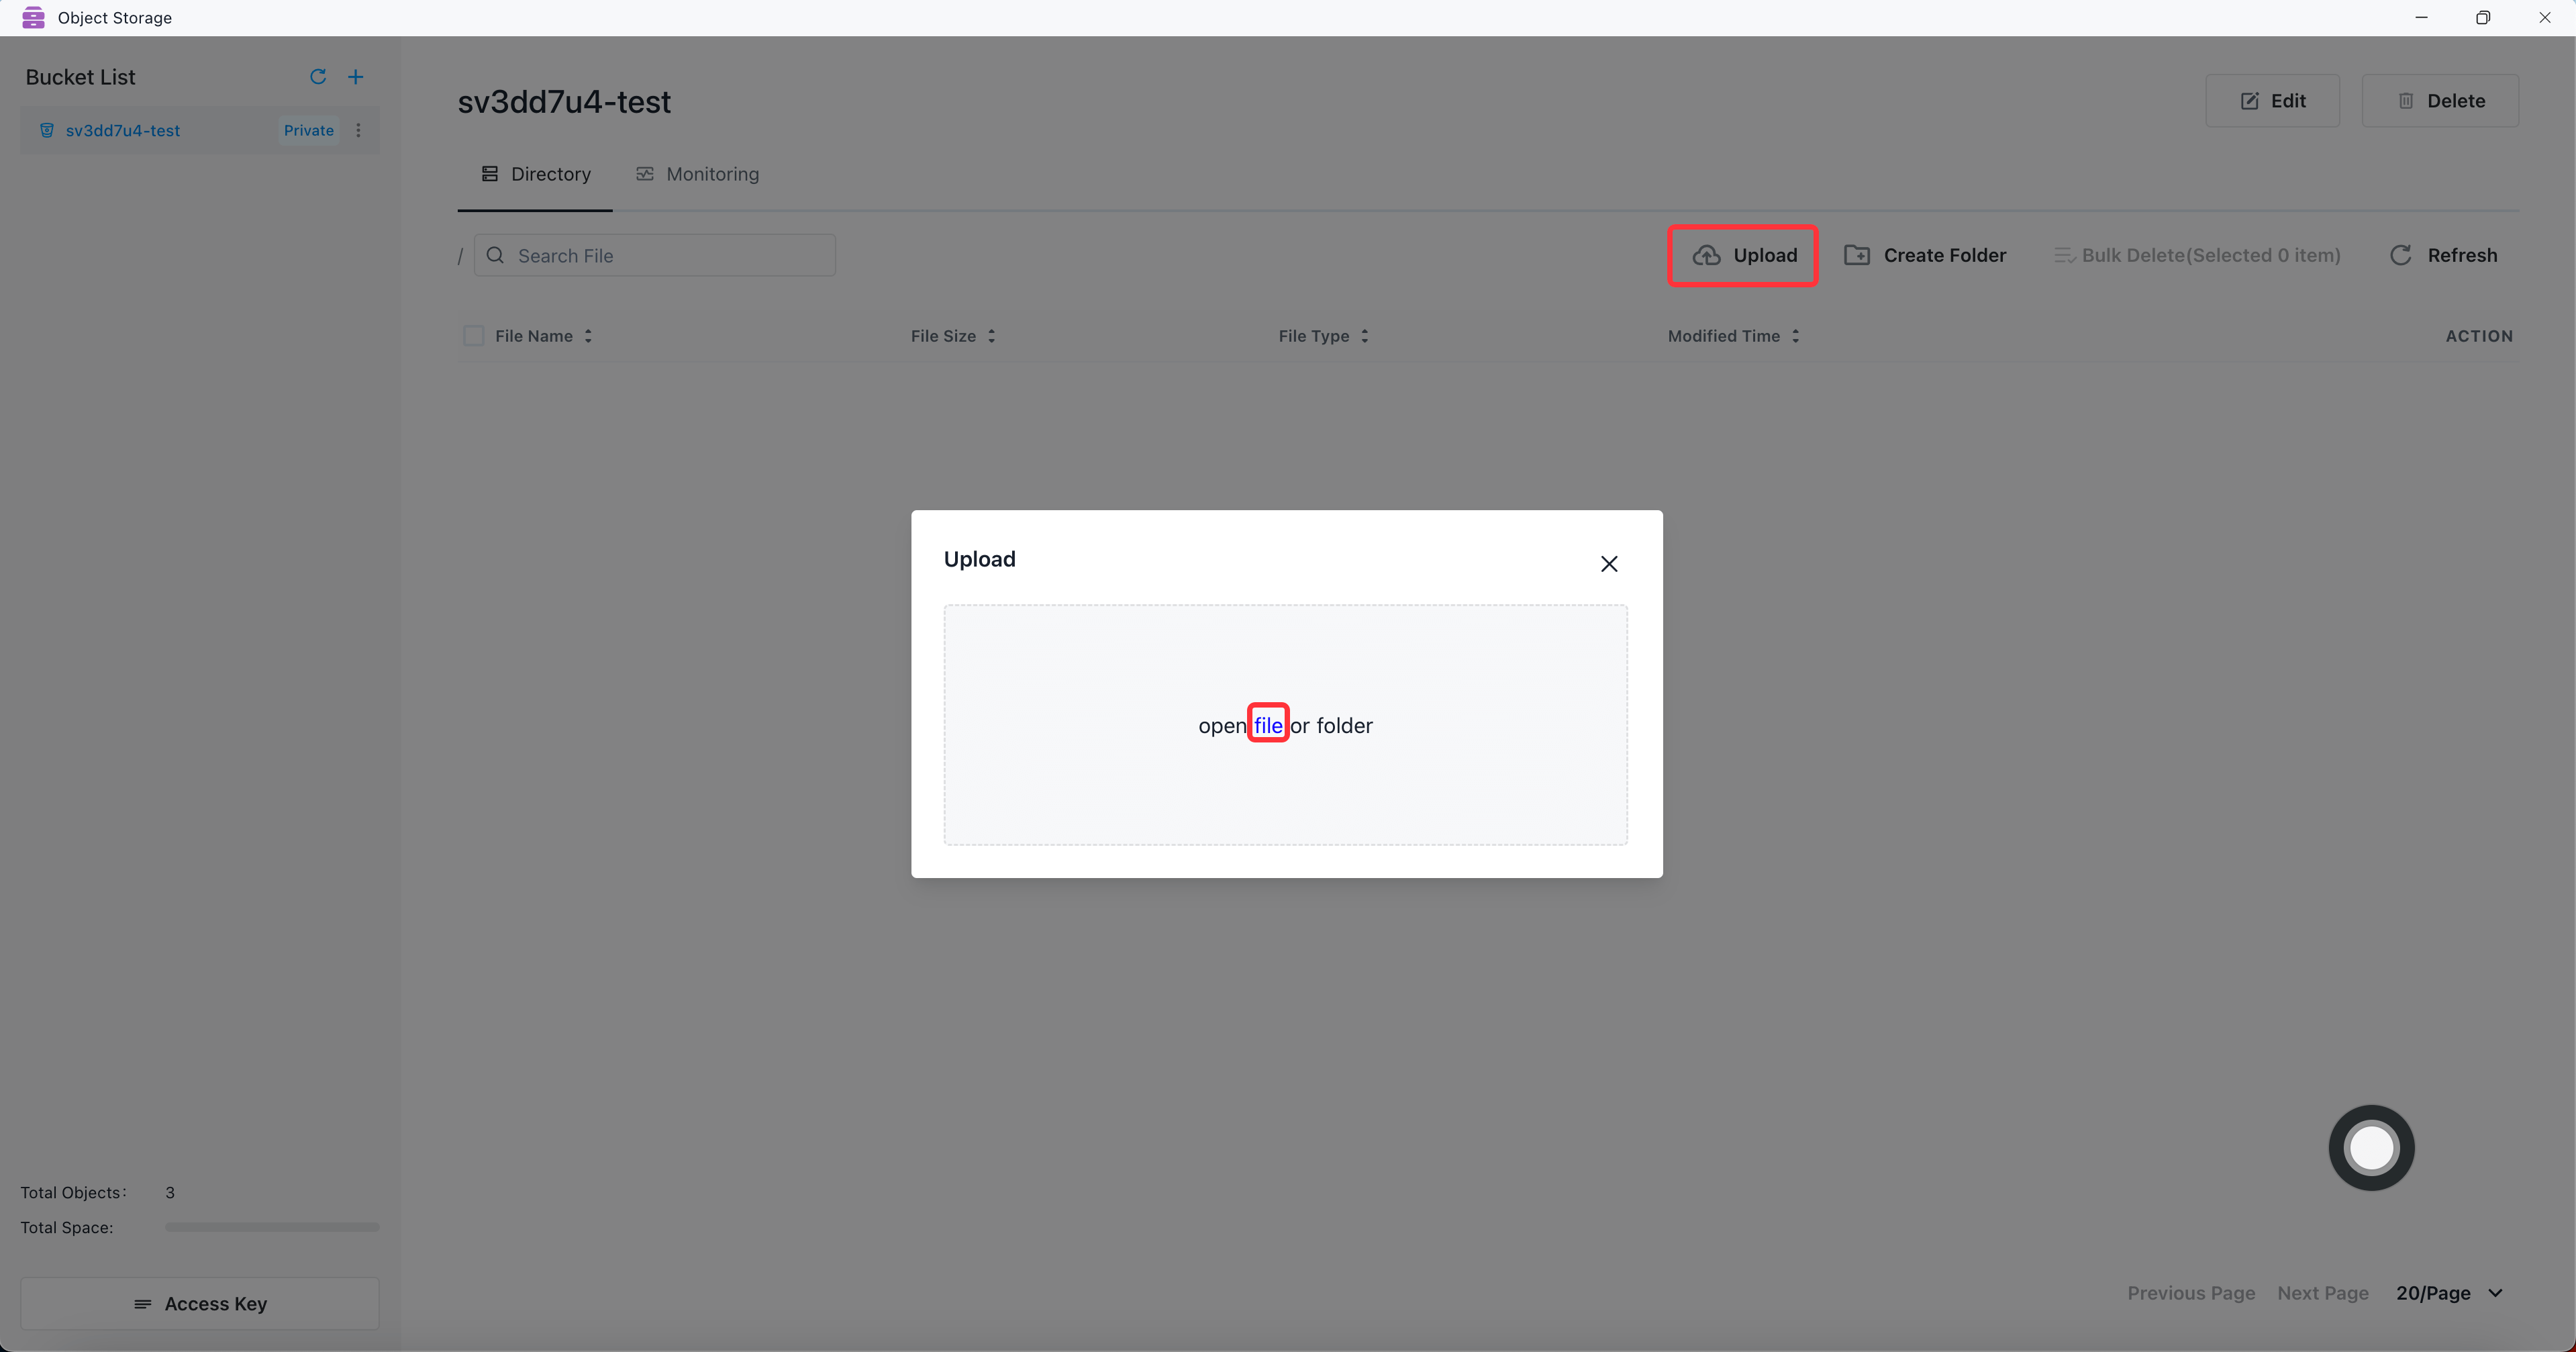 Object Storage
Bucket List
sv3dd7u4-test Private
sv3dd7u4-test
Edit Delete
Directory Monitoring
/ Search File Upload Create Folder Bulk Delete(Selected 0 item) Refresh
File Name File Size File Type Modified Time ACTION
Upload
open file or folder
Total Objects: 3
Total Space:
Access Key
Previous Page Next Page 20/Page